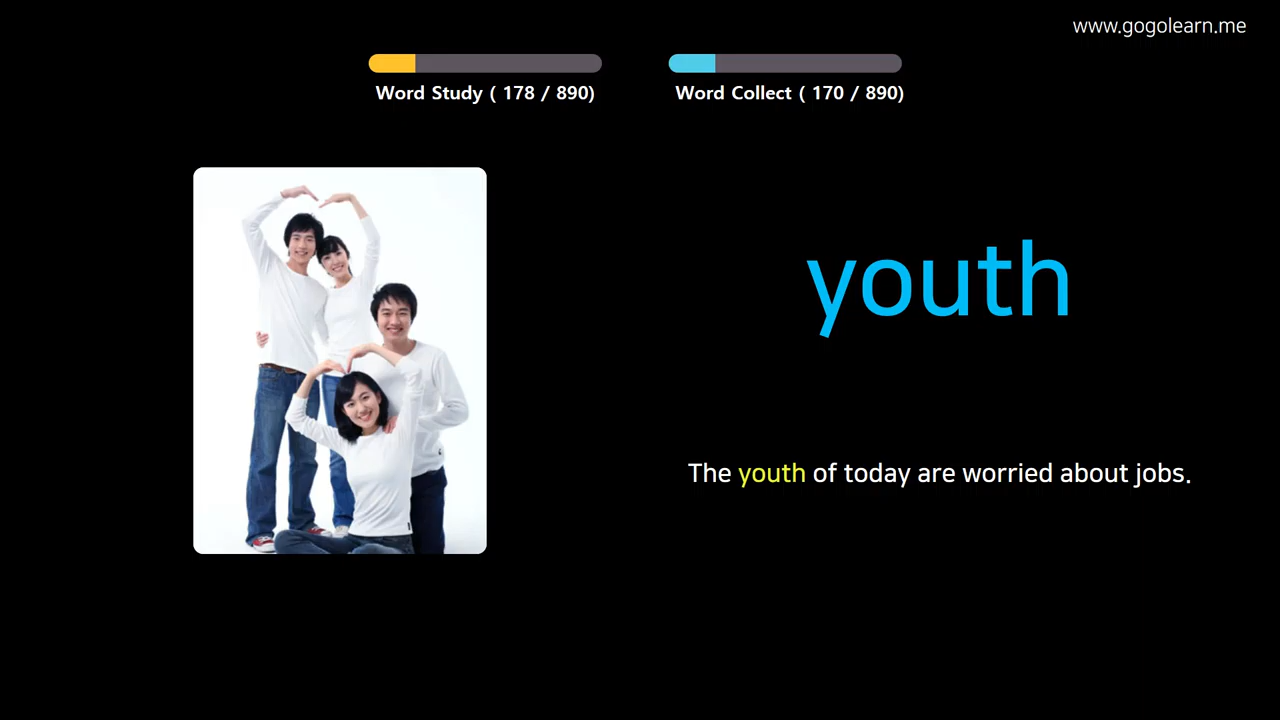 www.gogolearn.me
Word Study ( 178 / 890)
Word Collect ( 170 / 890)
youth
The youth of today are worried about jobs.